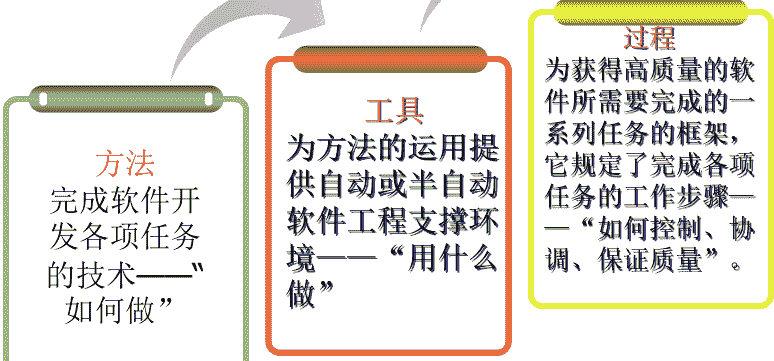 方法
完成软件开
发各项任务
的技术——“
如何做”
工具
为方法的运用提
供自动或半自动
软件工程支撑环
境——“用什么
做”
过程
为获得高质量的软
件所需要完成的一
系列任务的框架，
它规定了完成各项
任务的工作步骤—
—“如何控制、协
调、保证质量”。